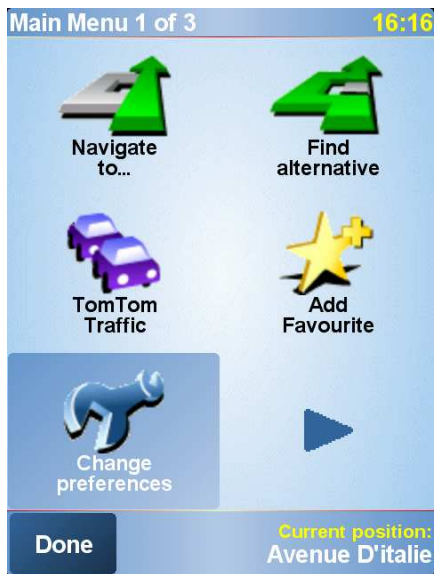 Main Menu 1 of 3 16:16
Navigate
to...
Find
alternative
TomTom
Traffic
Add
Favourite
Change
preferences
Done
Current position:
Avenue D'italie